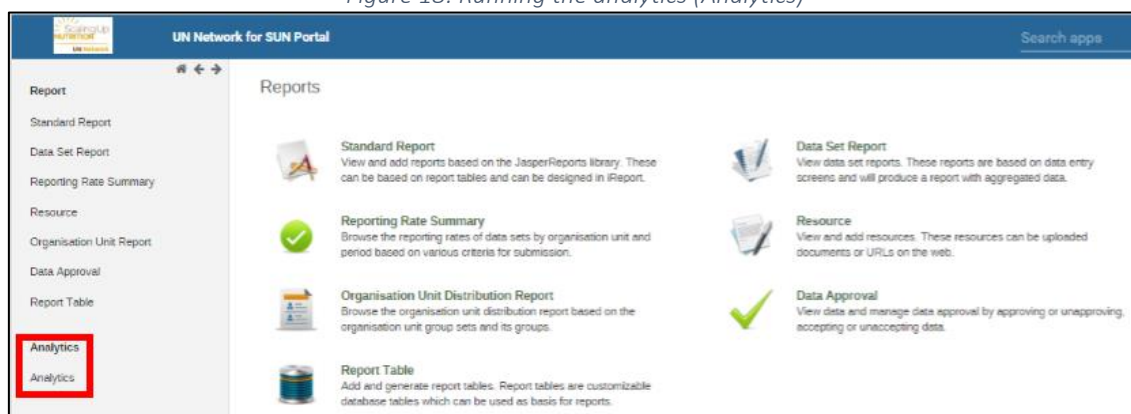 Figure 18: Running the analytics (Analytics)
Scaling Up
NUTRITION
UN Network
UN Network for SUN Portal
Search apps
Report
Standard Report
Data Set Report
Reporting Rate Summary
Resource
Organisation Unit Report
Data Approval
Report Table
Analytics
Analytics
Reports
Standard Report
View and add reports based on the JasperReports library. These
can be based on report tables and can be designed in iReport.
Data Set Report
View data set reports. These reports are based on data entry
screens and will produce a report with aggregated data.
Reporting Rate Summary
Browse the reporting rates of data sets by organisation unit and
period based on various criteria for submission.
Resource
View and add resources. These resources can be uploaded
documents or URLs on the web.
Organisation Unit Distribution Report
Browse the organisation unit distribution report based on the
organisation unit group sets and its groups.
Data Approval
View data and manage data approval by approving or unapproving,
accepting or unaccepting data.
Report Table
Add and generate report tables. Report tables are customizable
database tables which can be used as basis for reports.